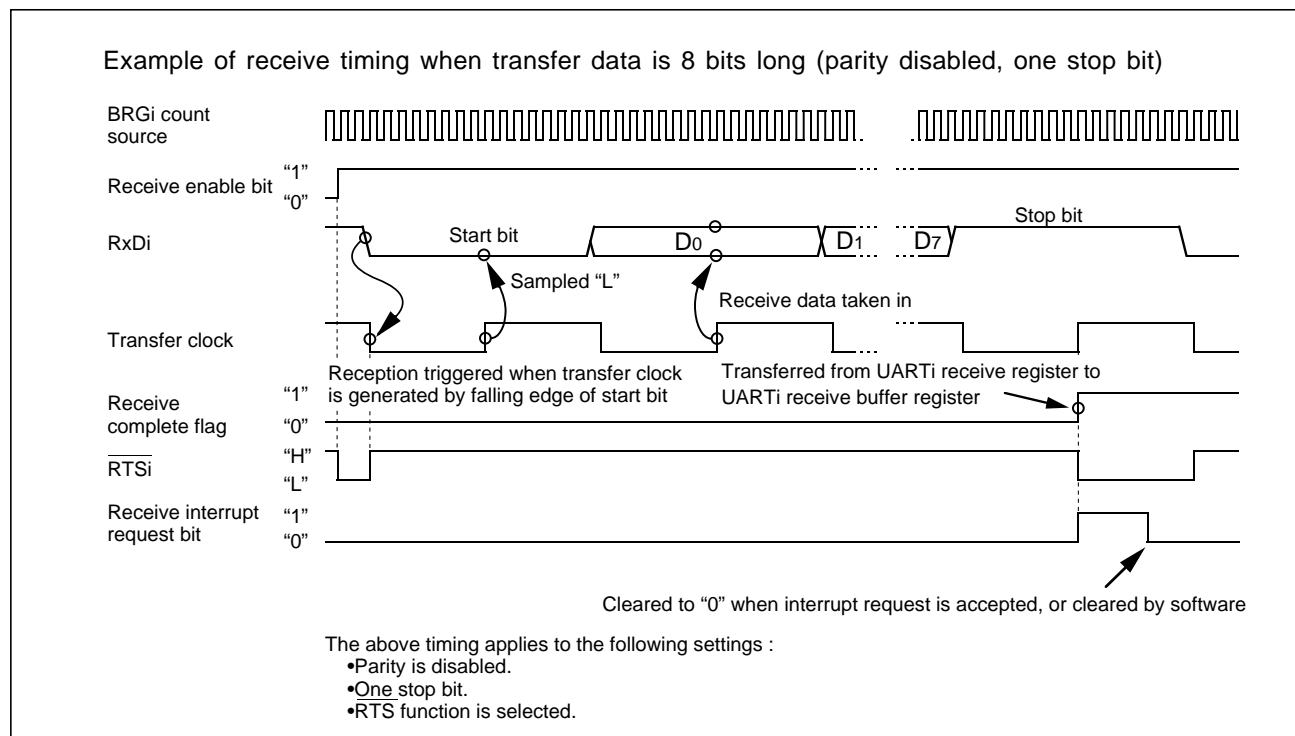 Example of receive timing when transfer data is 8 bits long (parity disabled, one stop bit)
BRGi count
source
Receive enable bit
“1”
“0”
RxDi
Start bit
D0
D1
D7
Stop bit
Sampled “L”
Receive data taken in
Transfer clock
Reception triggered when transfer clock
is generated by falling edge of start bit
Transferred from UARTi receive register to
UARTi receive buffer register
Receive
complete flag
“1”
“0”
RTSi
“H”
“L”
Receive interrupt
request bit
“1”
“0”
Cleared to “0” when interrupt request is accepted, or cleared by software
The above timing applies to the following settings :
•Parity is disabled.
•One stop bit.
•RTS function is selected.